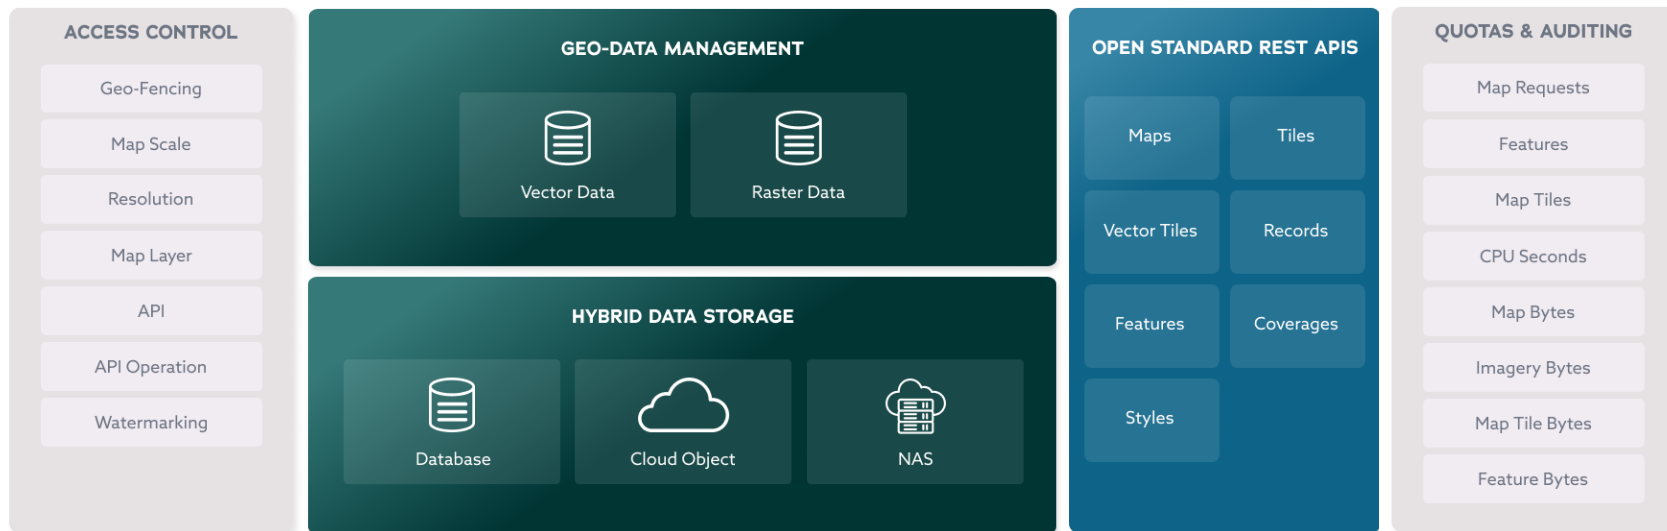 ACCESS CONTROL
Geo-Fencing
Map Scale
Resolution
Map Layer
API
API Operation
Watermarking
GEO-DATA MANAGEMENT
Vector Data
Raster Data
HYBRID DATA STORAGE
Database
Cloud Object
NAS
OPEN STANDARD REST APIS
Maps
Tiles
Vector Tiles
Records
Features
Coverages
Styles
QUOTAS & AUDITING
Map Requests
Features
Map Tiles
CPU Seconds
Map Bytes
Imagery Bytes
Map Tile Bytes
Feature Bytes